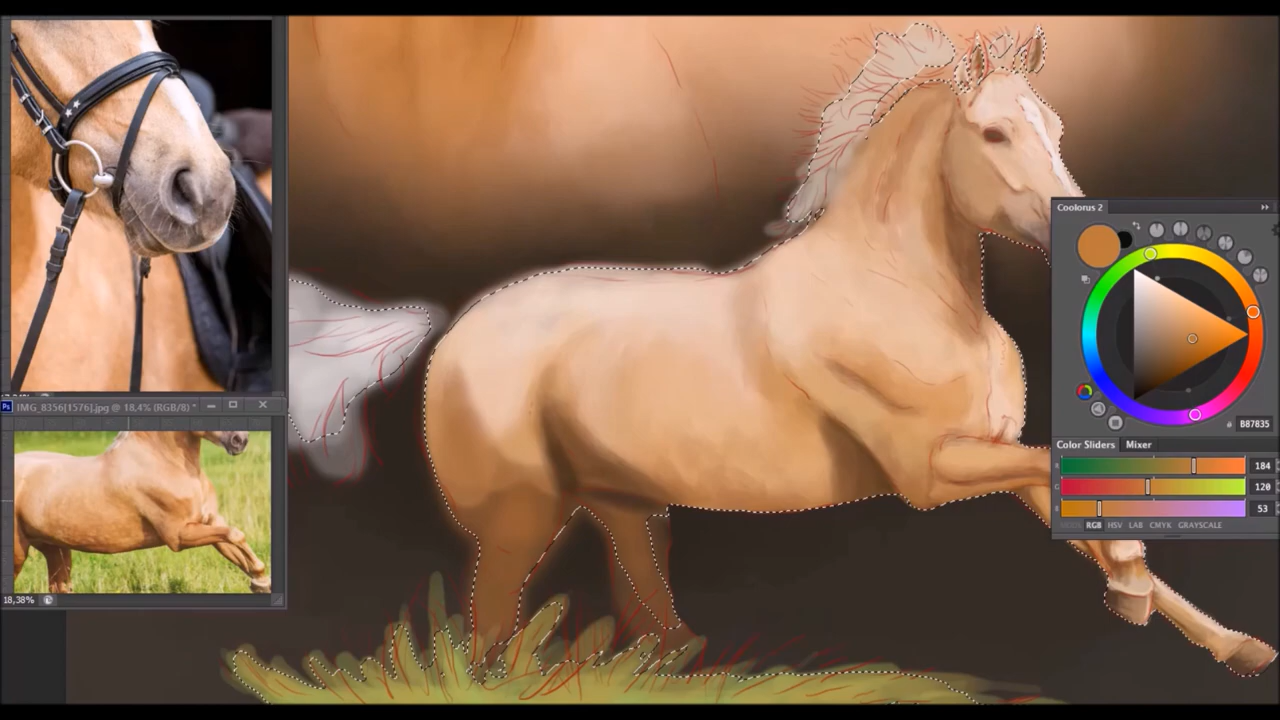 Coolorus 2
B87835
Color Sliders Mixer
R 184
G 120
B 53
RGB HSV LAB CMYK GRAYSCALE
Ps IMG_8356[1576].jpg @ 18,4% (RGB/8) *
18,38%